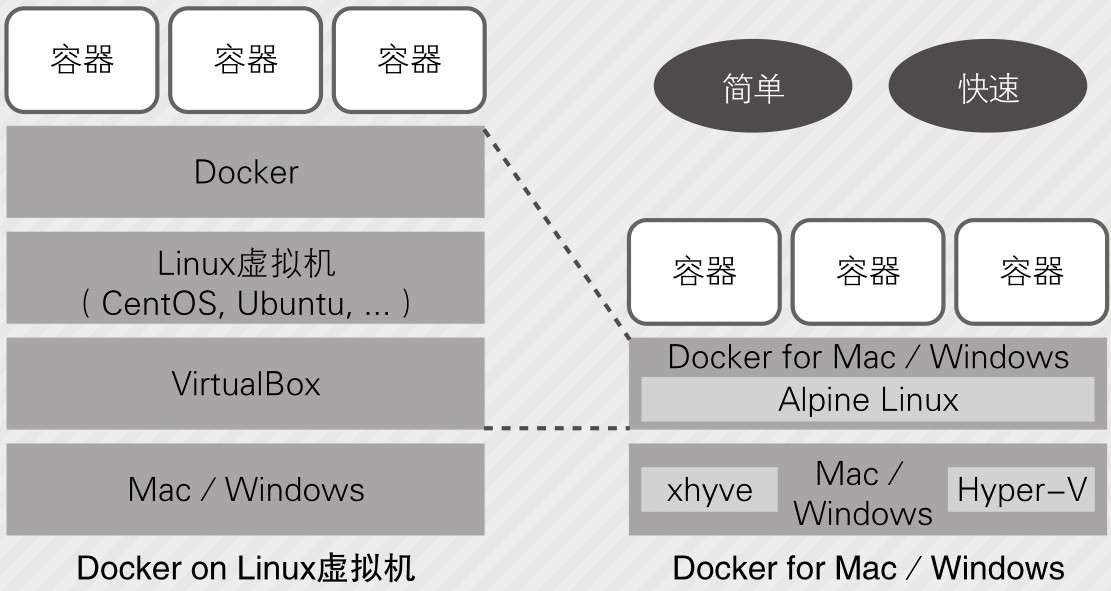 容器
容器
容器
Docker
Linux虚拟机
( CentOS, Ubuntu, ... )
VirtualBox
Mac / Windows
Docker on Linux虚拟机
简单
快速
容器
容器
容器
Docker for Mac / Windows
Alpine Linux
xhyve
Mac /
Windows
Hyper-V
Docker for Mac / Windows